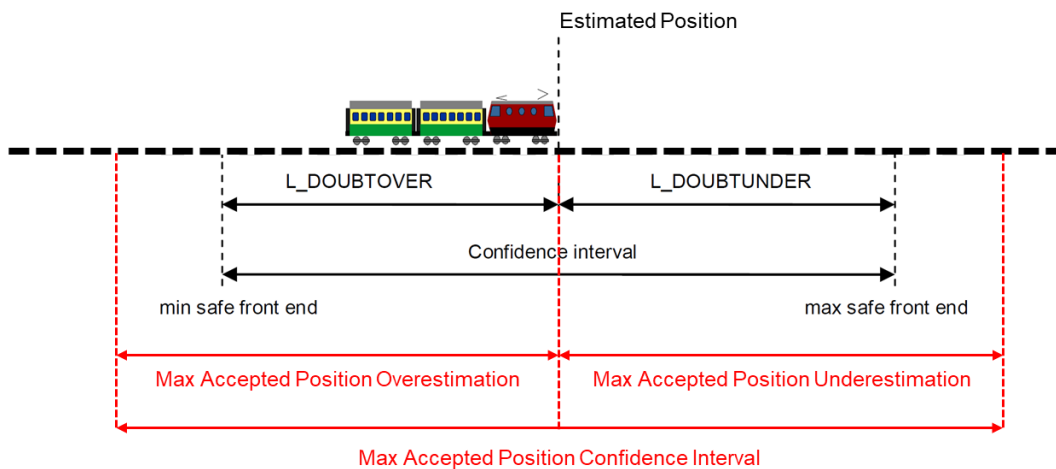 Estimated Position
L_DOUBTOVER
L_DOUBTUNDER
Confidence interval
min safe front end
max safe front end
Max Accepted Position Overestimation
Max Accepted Position Underestimation
Max Accepted Position Confidence Interval